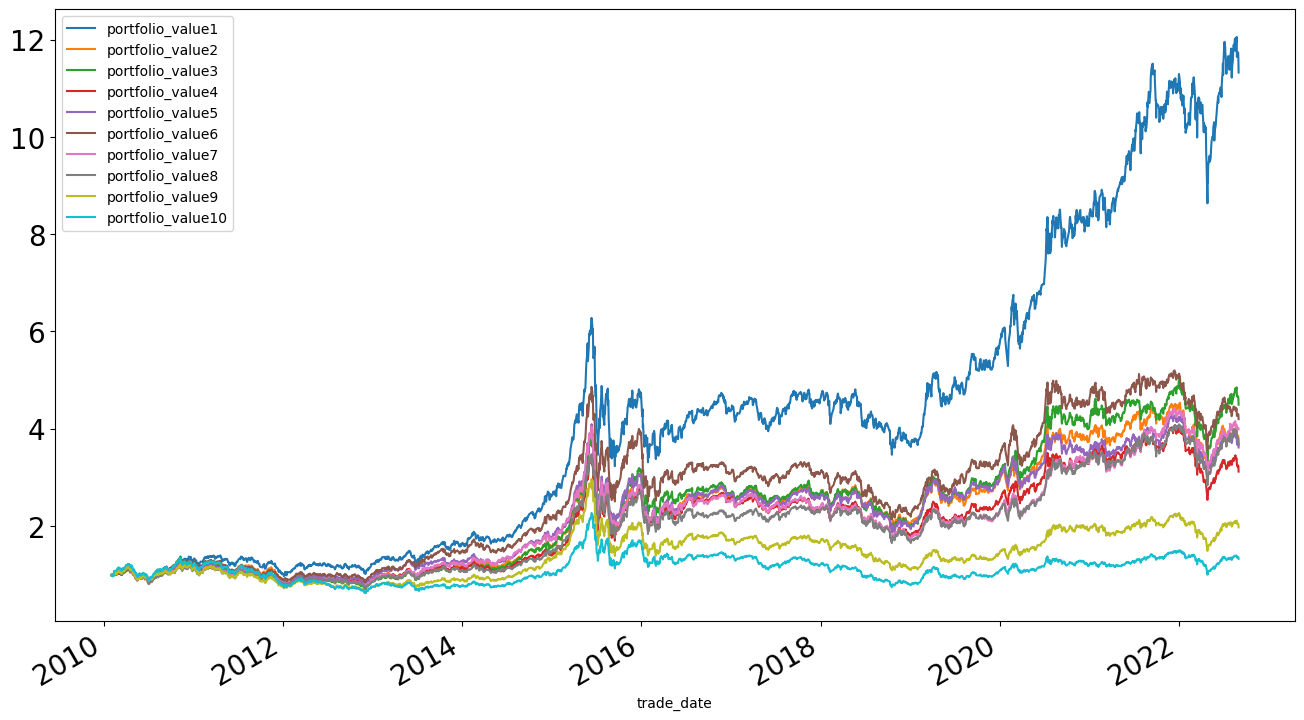 portfolio_value1
portfolio_value2
portfolio_value3
portfolio_value4
portfolio_value5
portfolio_value6
portfolio_value7
portfolio_value8
portfolio_value9
portfolio_value10
12
10
8
6
4
2
2010 2012 2014 2016 2018 2020 2022
trade_date